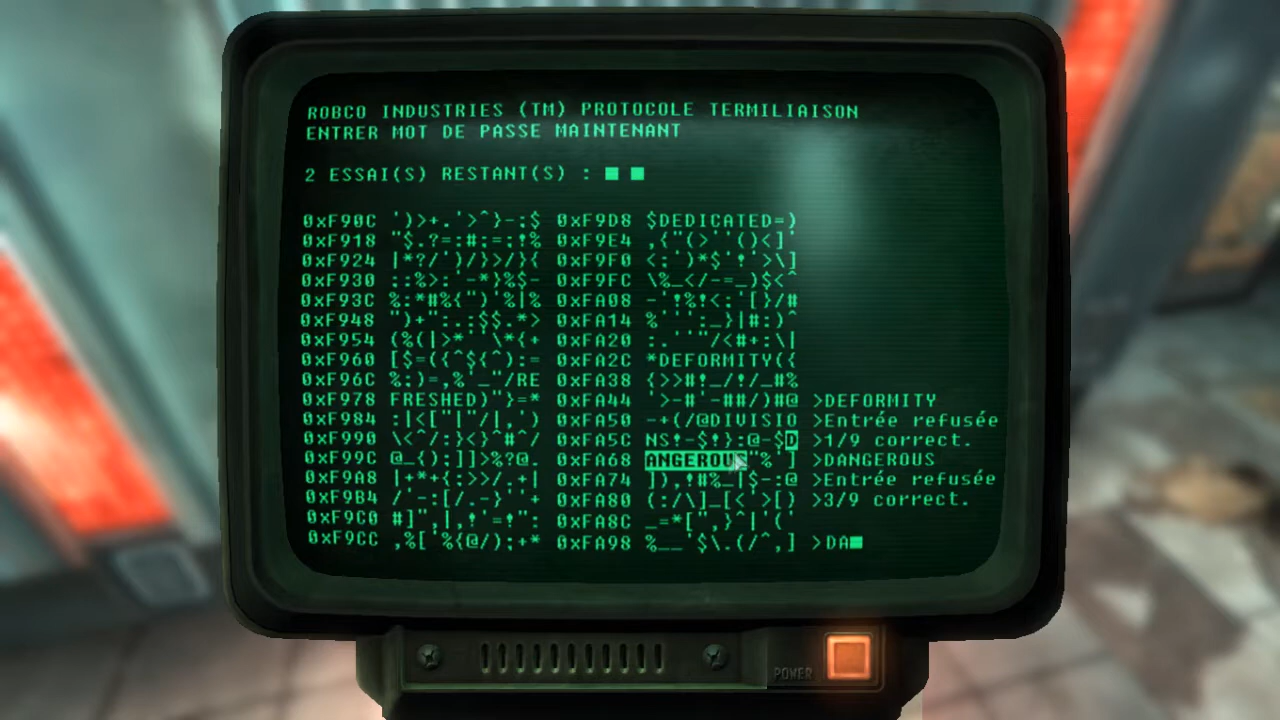 ROBCO INDUSTRIES (TM) PROTOCOLE TERMILIAISON
ENTRER MOT DE PASSE MAINTENANT
2 ESSAI(S) RESTANT(S) : ■ ■
0xF90C ')>+.'>^}-:$ 0xF9D8 $DEDICATED=)
0xF918 "$.?=:#;=:!% 0xF9E4 ,{"(>''()<]'
0xF924 |*?/')/}>/}{ 0xF9F0 <;')*$'!'>\]
0xF930 ::%>:'-*}%$- 0xF9FC \%_</-=_)$<^
0xF93C %:*#%{")'%|% 0xFA08 -'!%!<;'[}/#
0xF948 ")+":.:$$.*> 0xFA14 %''':_}|#:)^
0xF954 (%(|>*''\*{+ 0xFA20 :.'''"/<#+:\|
0xF960 [$=({^${^):= 0xFA2C *DEFORMITY({
0xF96C %;)=,%'_"/RE 0xFA38 {>>#!_/!/_#%
0xF978 FRESHED)"}=* 0xFA44 '>-#'-##/)#@ >DEFORMITY
0xF984 :|<["|"/|,') 0xFA50 -+(/@DIVISIO >Entrée refusée
0xF990 \<^/:}<}^#^/ 0xFA5C NS!-$!}:@-$D >1/9 correct.
0xF99C @_{);]]>%?@. 0xFA68 ANGEROUS"%'] >DANGEROUS
0xF9A8 |+*+{:>>/.+| 0xFA74 ]),!#%_|$-:@ >Entrée refusée
0xF9B4 /'-:[/.-}''+ 0xFA80 (:/\]_[<'>[) >3/9 correct.
0xF9C0 #]",|,!'=!": 0xFA8C _=*[",}^|'('
0xF9CC ,%['%{@/);+* 0xFA98 %__'$\.(/^,] >DA■